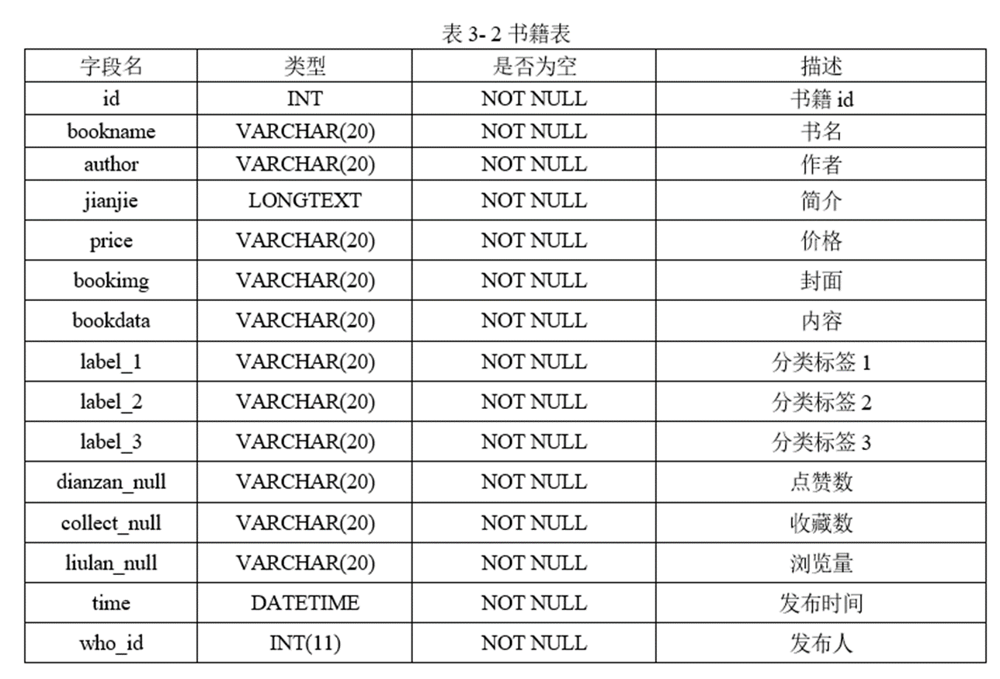 表 3- 2 书籍表
字段名 类型 是否为空 描述
id INT NOT NULL 书籍 id
bookname VARCHAR(20) NOT NULL 书名
author VARCHAR(20) NOT NULL 作者
jianjie LONGTEXT NOT NULL 简介
price VARCHAR(20) NOT NULL 价格
bookimg VARCHAR(20) NOT NULL 封面
bookdata VARCHAR(20) NOT NULL 内容
label_1 VARCHAR(20) NOT NULL 分类标签 1
label_2 VARCHAR(20) NOT NULL 分类标签 2
label_3 VARCHAR(20) NOT NULL 分类标签 3
dianzan_null VARCHAR(20) NOT NULL 点赞数
collect_null VARCHAR(20) NOT NULL 收藏数
liulan_null VARCHAR(20) NOT NULL 浏览量
time DATETIME NOT NULL 发布时间
who_id INT(11) NOT NULL 发布人